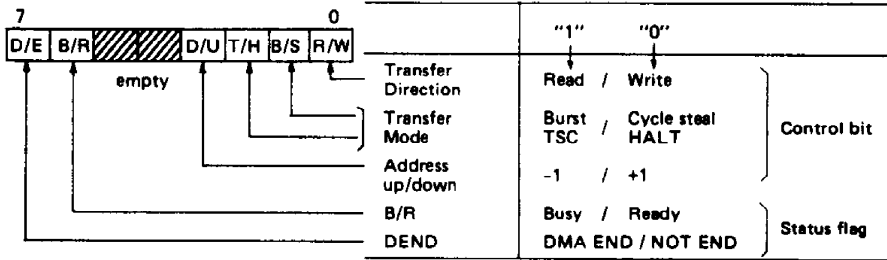 7 0
D/E B/R D/U T/H B/S R/W
empty
"1" "0"
Transfer Direction Read / Write
Transfer Mode Burst / Cycle steal
TSC HALT
Control bit
Address up/down -1 / +1
B/R Busy / Ready
DEND DMA END / NOT END
Status flag